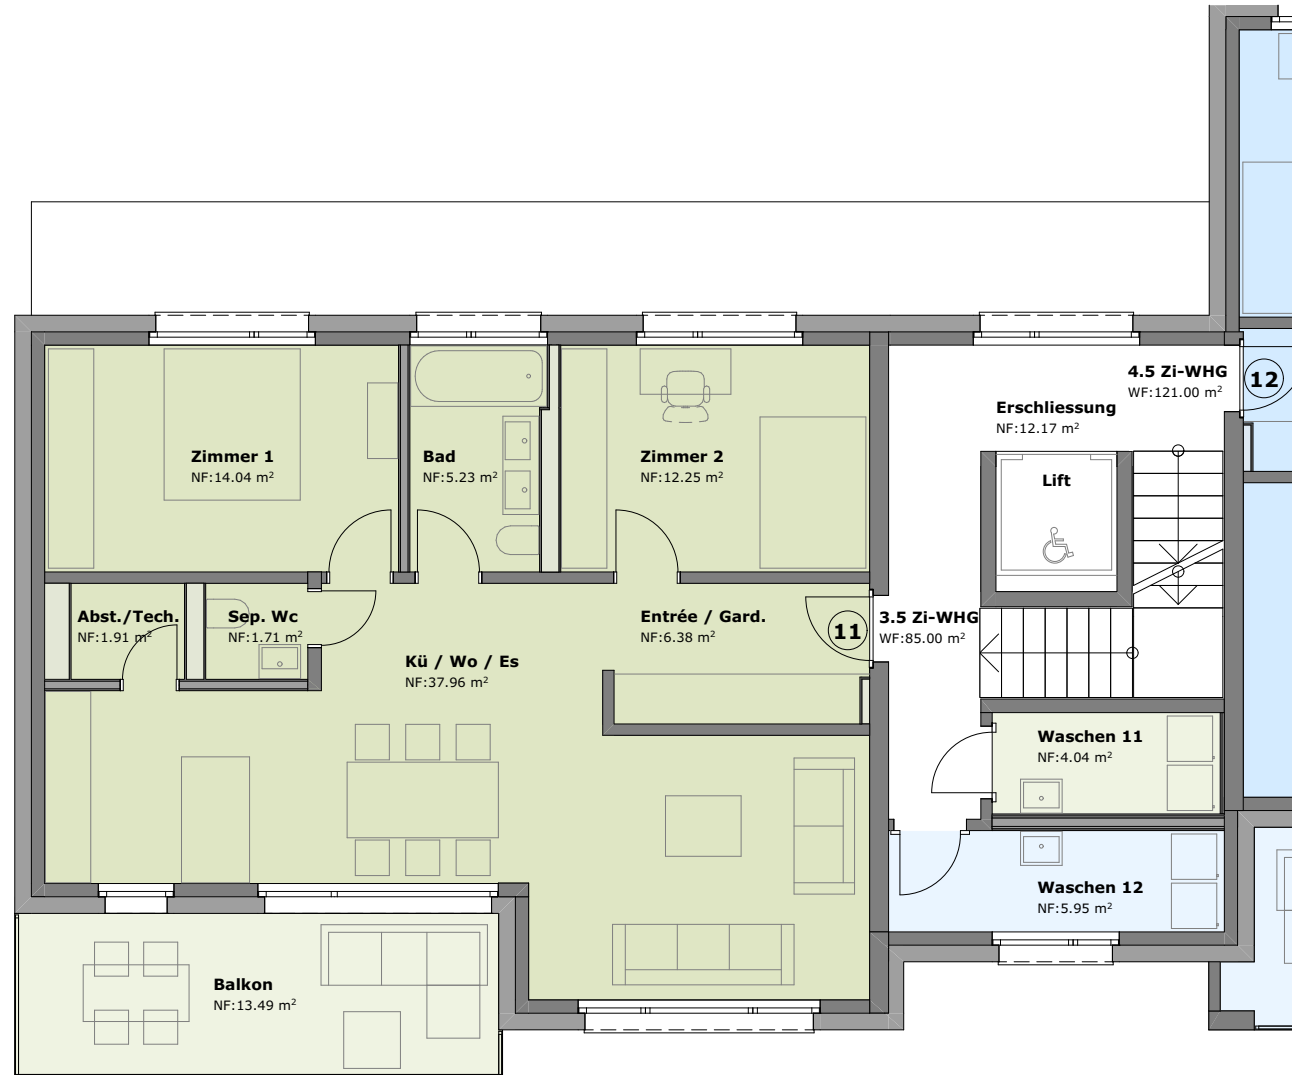 4.5 Zi-WHG
WF:121.00 m²
12
Erschliessung
NF:12.17 m²
Zimmer 1
NF:14.04 m²
Bad
NF:5.23 m²
Zimmer 2
NF:12.25 m²
Lift
Abst./Tech.
NF:1.91 m²
Sep. Wc
NF:1.71 m²
Entrée / Gard.
NF:6.38 m²
11
3.5 Zi-WHG
WF:85.00 m²
Kü / Wo / Es
NF:37.96 m²
Waschen 11
NF:4.04 m²
Waschen 12
NF:5.95 m²
Balkon
NF:13.49 m²